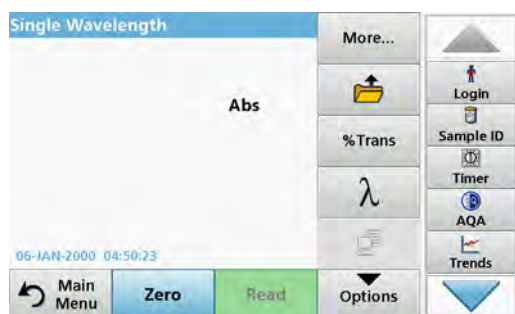 Single Wavelength
Abs
06-JAN-2000 04:50:23
Main
Menu
Zero
Read
More...
%Trans
λ
Options
Login
Sample ID
Timer
AQA
Trends